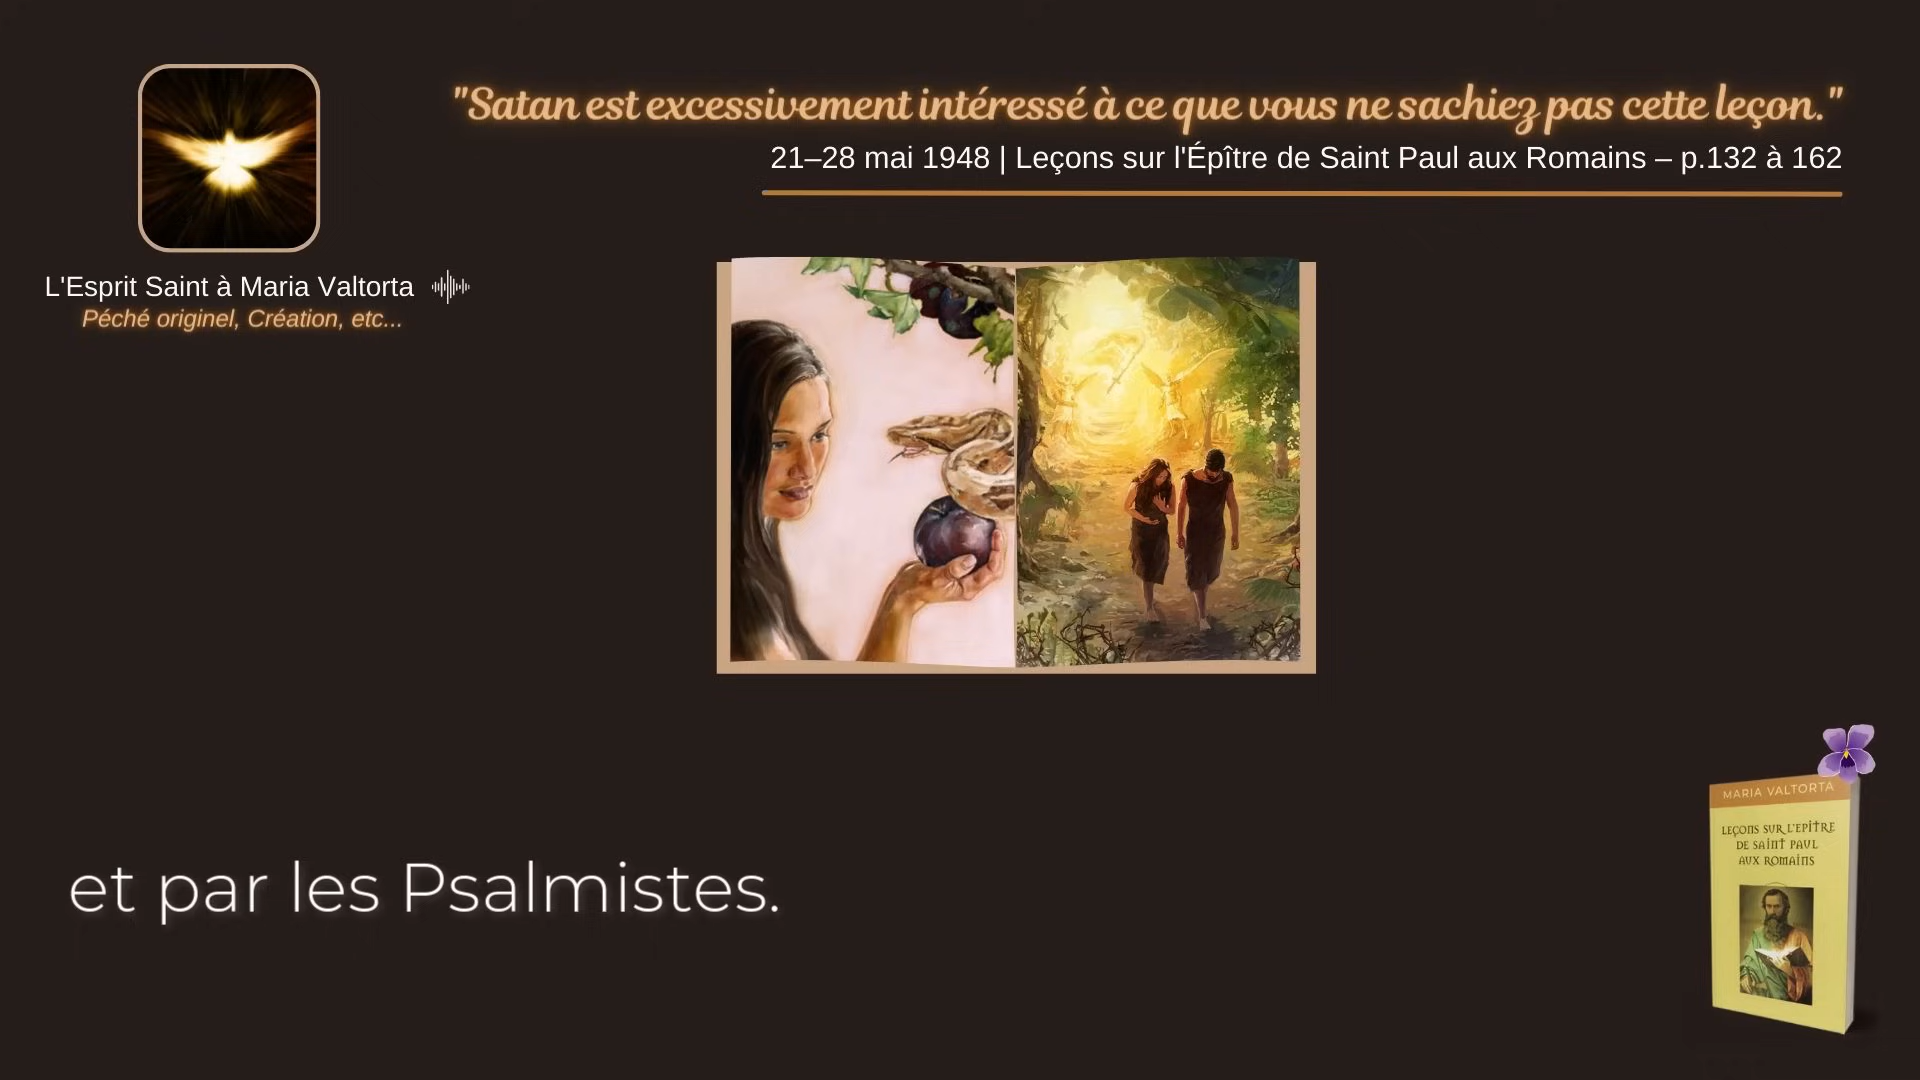 "Satan est excessivement intéressé à ce que vous ne sachiez pas cette leçon."
21–28 mai 1948 | Leçons sur l'Épître de Saint Paul aux Romains – p.132 à 162
L'Esprit Saint à Maria Valtorta
Péché originel, Création, etc...
et par les Psalmistes.
MARIA VALTORTA
LEÇONS SUR L'EPÎTRE
DE SAINT PAUL
AUX ROMAINS